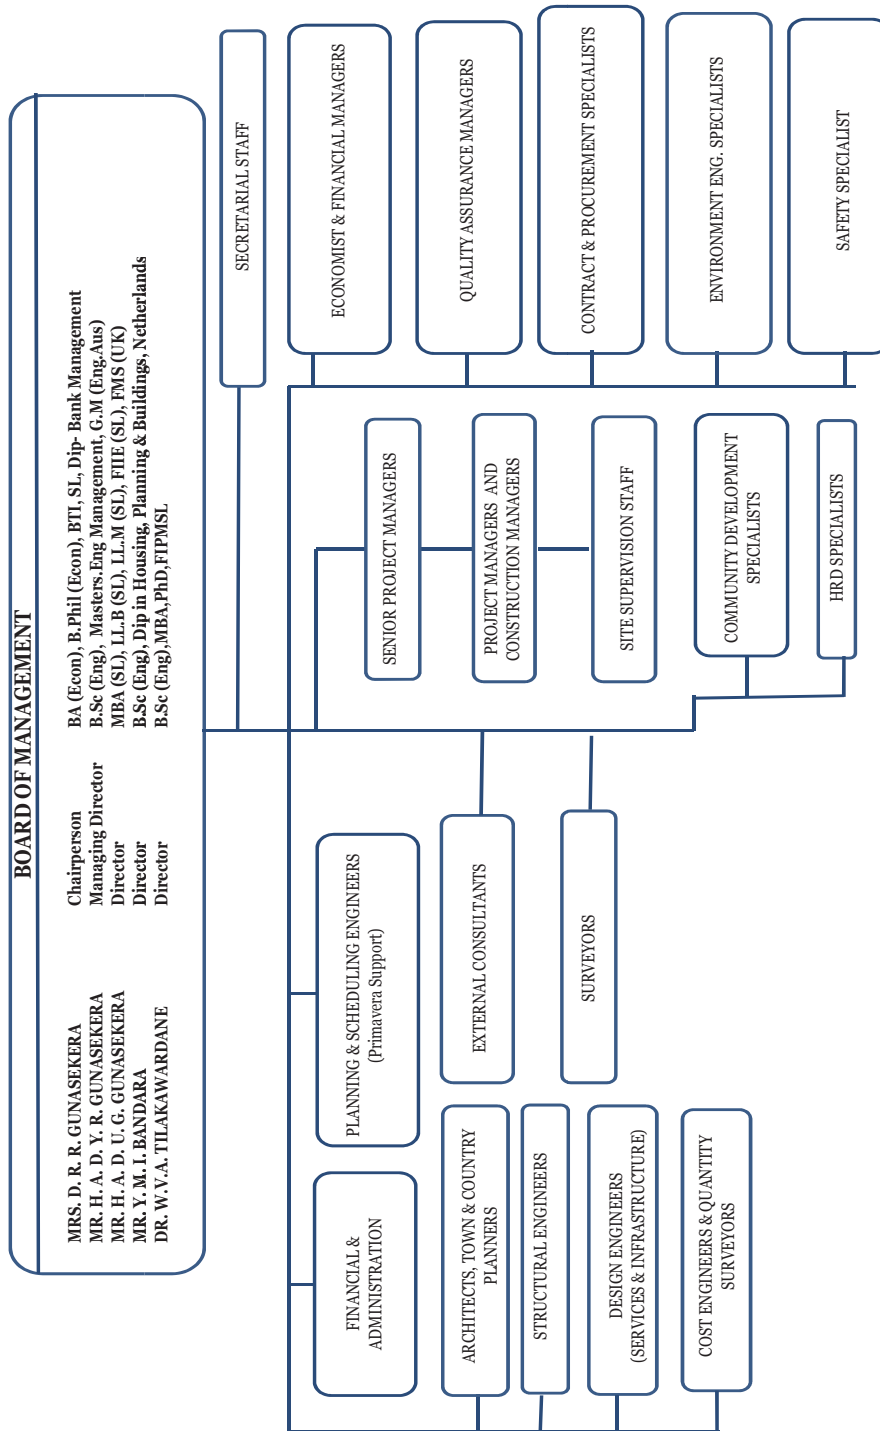 BOARD OF MANAGEMENT
MRS. D. R. R. GUNASEKERA Chairperson BA (Econ), B.Phil (Econ), BTI, SL, Dip- Bank Management
MR. H. A. D. Y. R. GUNASEKERA Managing Director B.Sc (Eng), Masters.Eng Management, G.M (Eng.Aus)
MR. H. A. D. U. G. GUNASEKERA Director MBA (SL), LL.B (SL), LL.M (SL), FIIE (SL), FMS (UK)
MR. Y. M. I. BANDARA Director B.Sc (Eng), Dip in Housing, Planning & Buildings, Netherlands
DR. W.V.A. TILAKAWARDANE Director B.Sc (Eng),MBA,PhD,FIPMSL
SECRETARIAL STAFF
FINANCIAL &
ADMINISTRATION
PLANNING & SCHEDULING ENGINEERS
(Primavera Support)
SENIOR PROJECT MANAGERS
ECONOMIST & FINANCIAL MANAGERS
ARCHITECTS, TOWN & COUNTRY
PLANNERS
EXTERNAL CONSULTANTS
PROJECT MANAGERS AND
CONSTRUCTION MANAGERS
QUALITY ASSURANCE MANAGERS
STRUCTURAL ENGINEERS
SURVEYORS
SITE SUPERVISION STAFF
CONTRACT & PROCUREMENT SPECIALISTS
DESIGN ENGINEERS
(SERVICES & INFRASTRUCTURE)
COMMUNITY DEVELOPMENT
SPECIALISTS
ENVIRONMENT ENG. SPECIALISTS
COST ENGINEERS & QUANTITY
SURVEYORS
HRD SPECIALISTS
SAFETY SPECIALIST